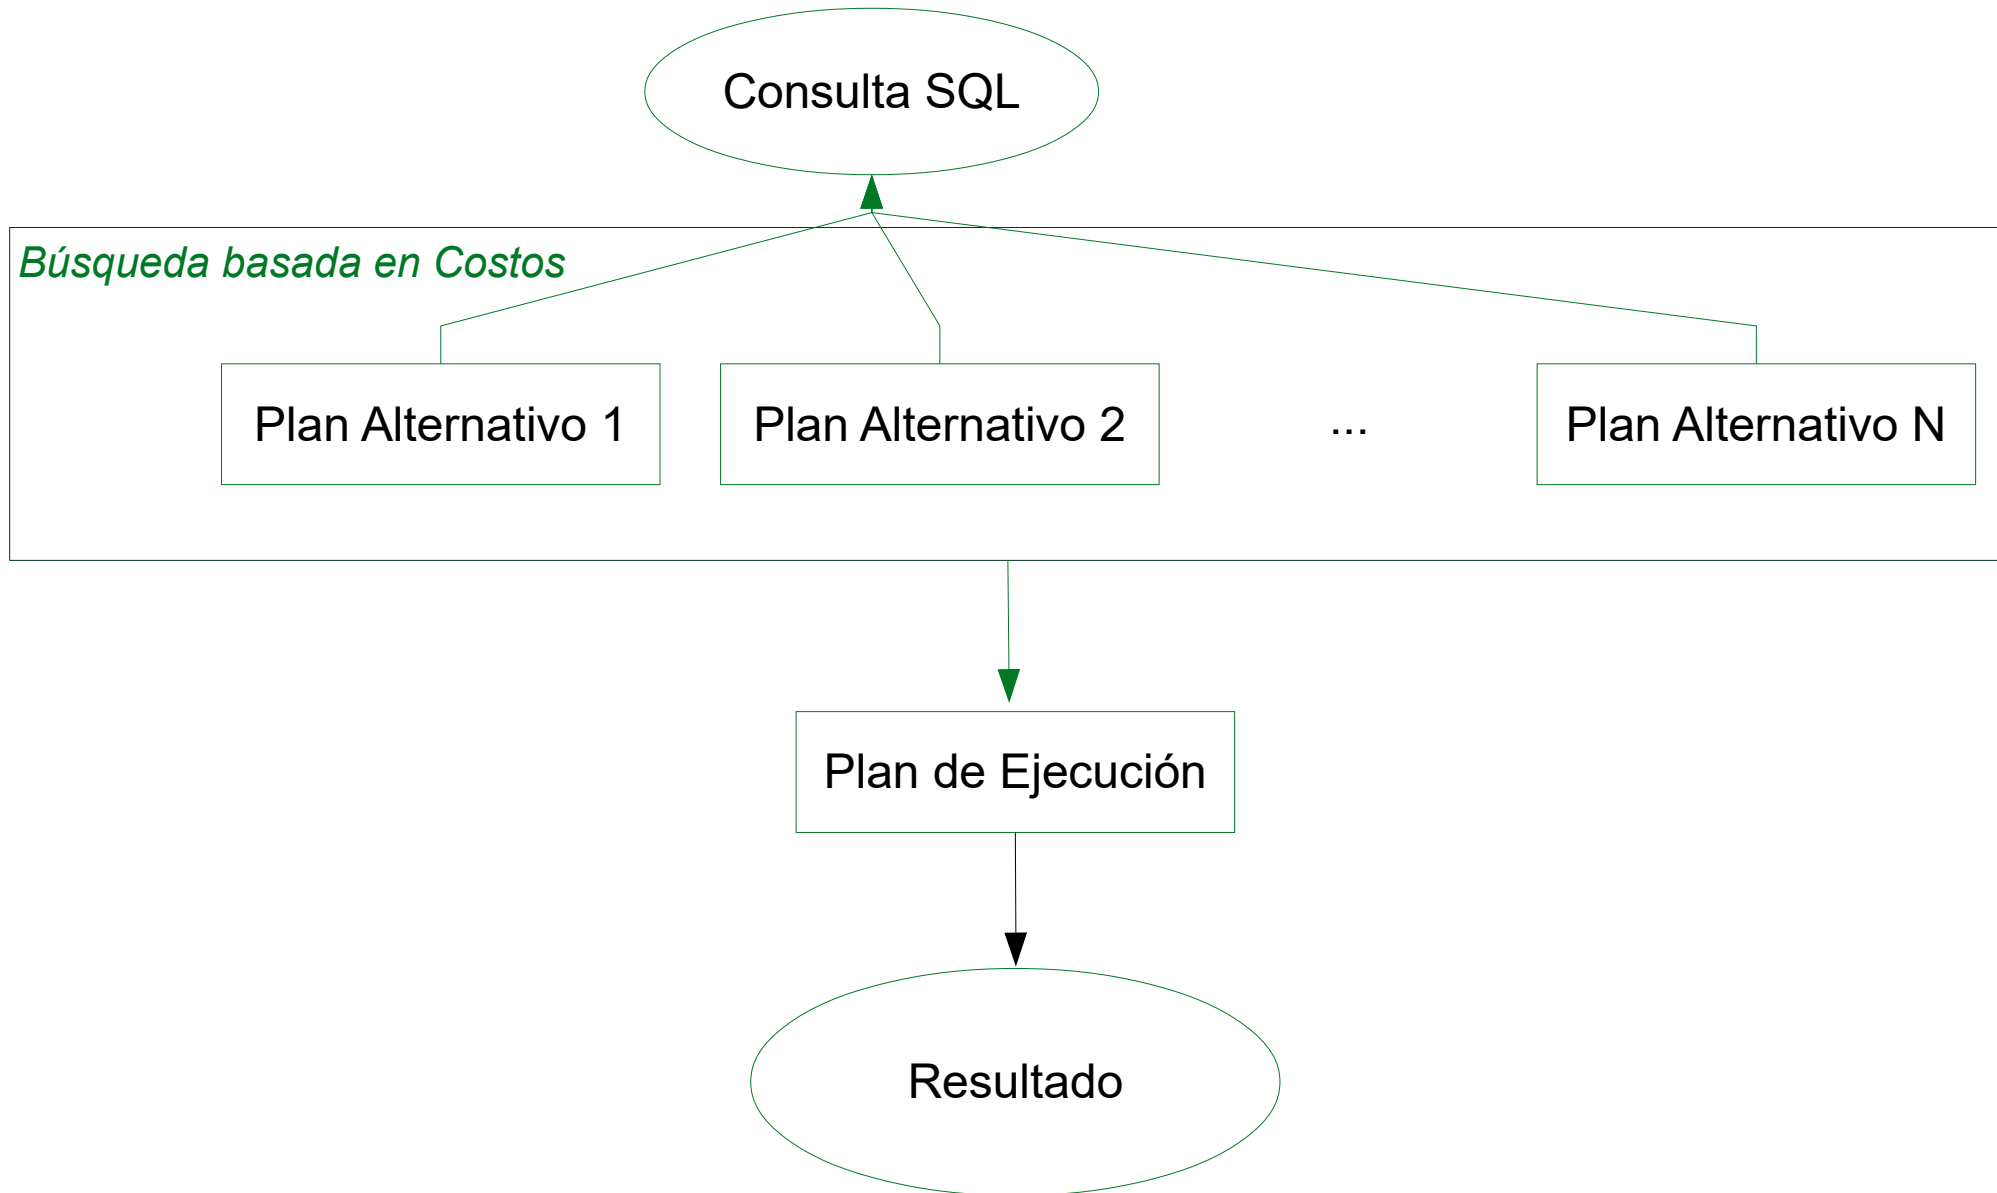 Consulta SQL
Búsqueda basada en Costos
Plan Alternativo 1
Plan Alternativo 2
...
Plan Alternativo N
Plan de Ejecución
Resultado